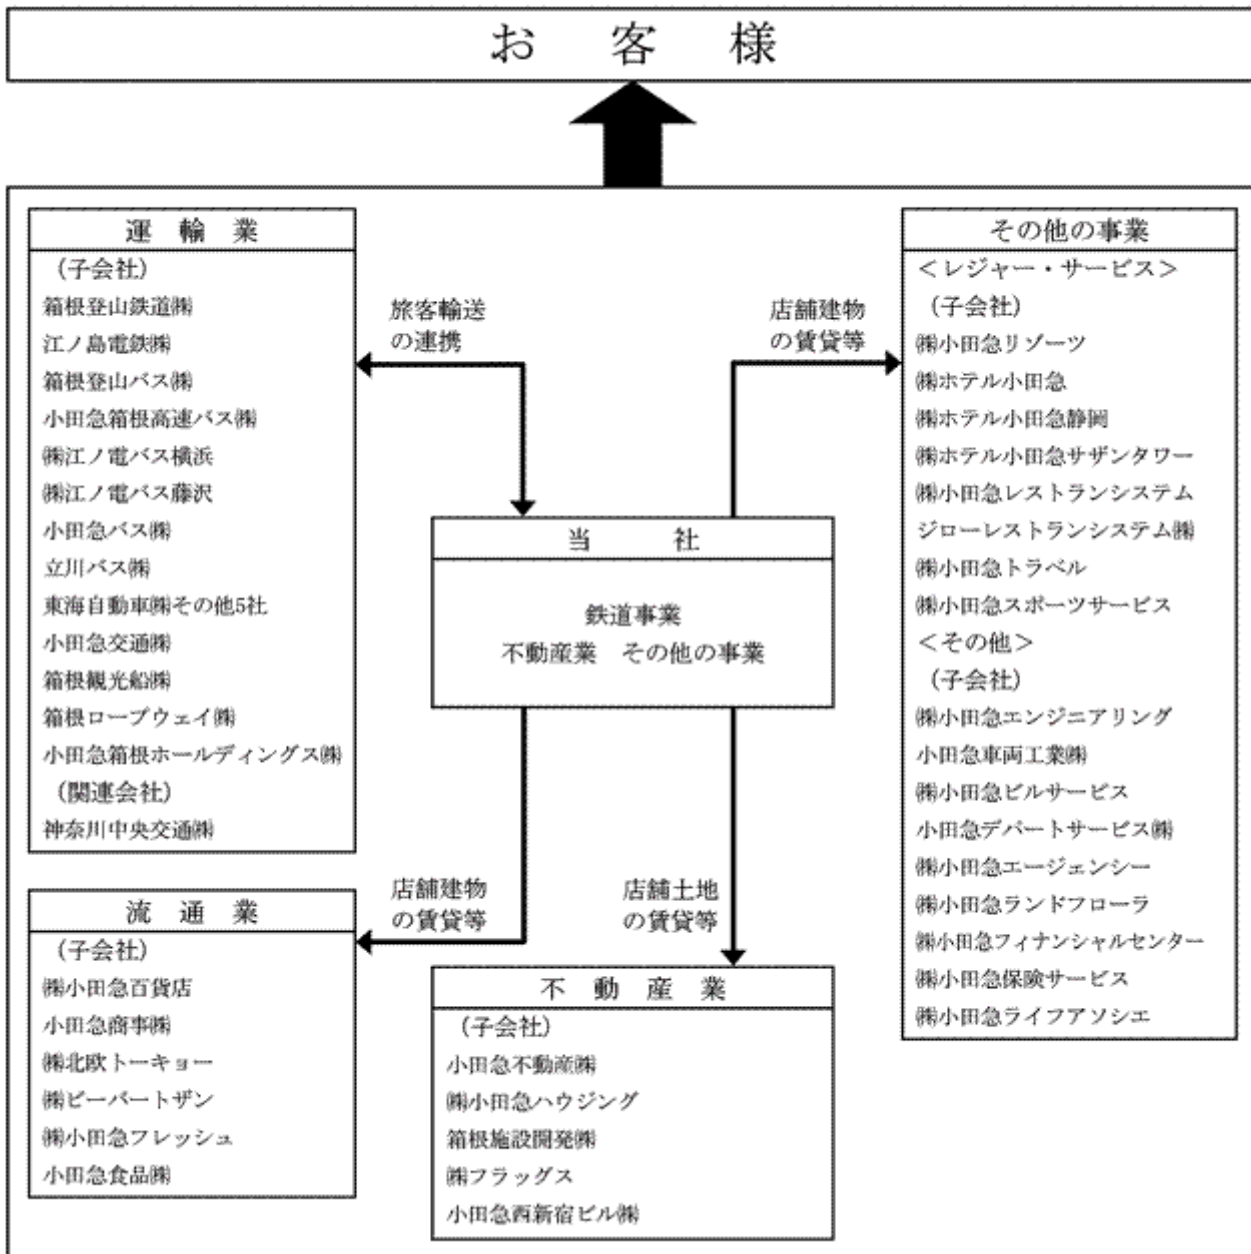 お客様
運輸業
（子会社）
箱根登山鉄道㈱
江ノ島電鉄㈱
箱根登山バス㈱
小田急箱根高速バス㈱
㈱江ノ電バス横浜
㈱江ノ電バス藤沢
小田急バス㈱
立川バス㈱
東海自動車㈱その他5社
小田急交通㈱
箱根観光船㈱
箱根ロープウェイ㈱
小田急箱根ホールディングス㈱
（関連会社）
神奈川中央交通㈱
旅客輸送
の連携
店舗建物
の賃貸等
当社
鉄道事業
不動産業　その他の事業
その他の事業
＜レジャー・サービス＞
（子会社）
㈱小田急リゾーツ
㈱ホテル小田急
㈱ホテル小田急静岡
㈱ホテル小田急サザンタワー
㈱小田急レストランシステム
ジローレストランシステム㈱
㈱小田急トラベル
㈱小田急スポーツサービス
＜その他＞
（子会社）
㈱小田急エンジニアリング
小田急車両工業㈱
㈱小田急ビルサービス
小田急デパートサービス㈱
㈱小田急エージェンシー
㈱小田急ランドフローラ
㈱小田急フィナンシャルセンター
㈱小田急保険サービス
㈱小田急ライフアソシエ
店舗建物
の賃貸等
店舗土地
の賃貸等
流通業
（子会社）
㈱小田急百貨店
小田急商事㈱
㈱北欧トーキョー
㈱ビーバートザン
㈱小田急フレッシュ
小田急食品㈱
不動産業
（子会社）
小田急不動産㈱
㈱小田急ハウジング
箱根施設開発㈱
㈱フラッグス
小田急西新宿ビル㈱